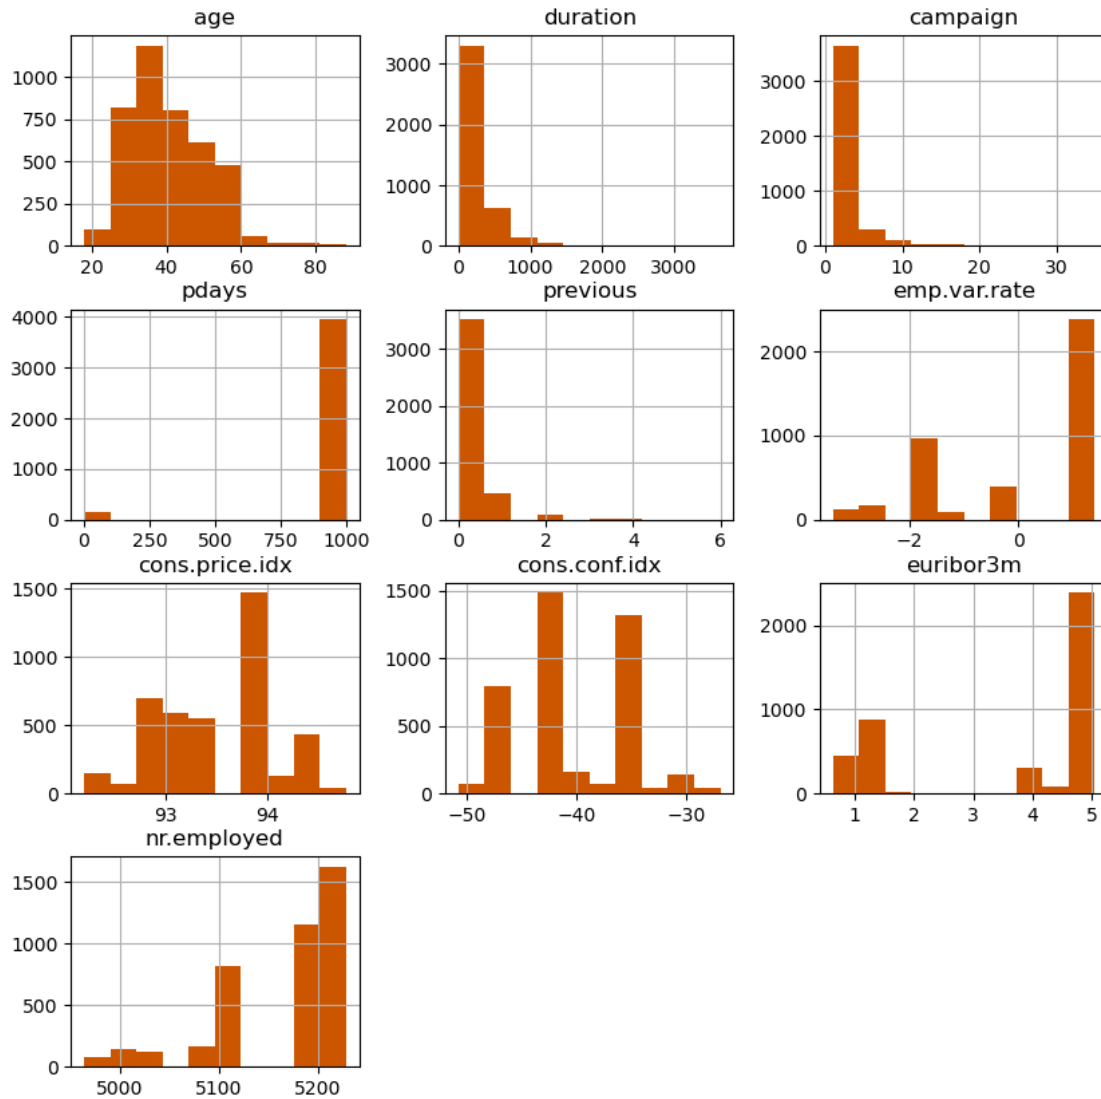 age
1000
750
500
250
0
20 40 60 80
duration
3000
2000
1000
0
0 1000 2000 3000
campaign
3000
2000
1000
0
0 10 20 30
pdays
4000
3000
2000
1000
0
0 250 500 750 1000
previous
3000
2000
1000
0
0 2 4 6
emp.var.rate
2000
1000
0
−2 0
cons.price.idx
1500
1000
500
0
93 94
cons.conf.idx
1500
1000
500
0
−50 −40 −30
euribor3m
2000
1000
0
1 2 3 4 5
nr.employed
1500
1000
500
0
5000 5100 5200